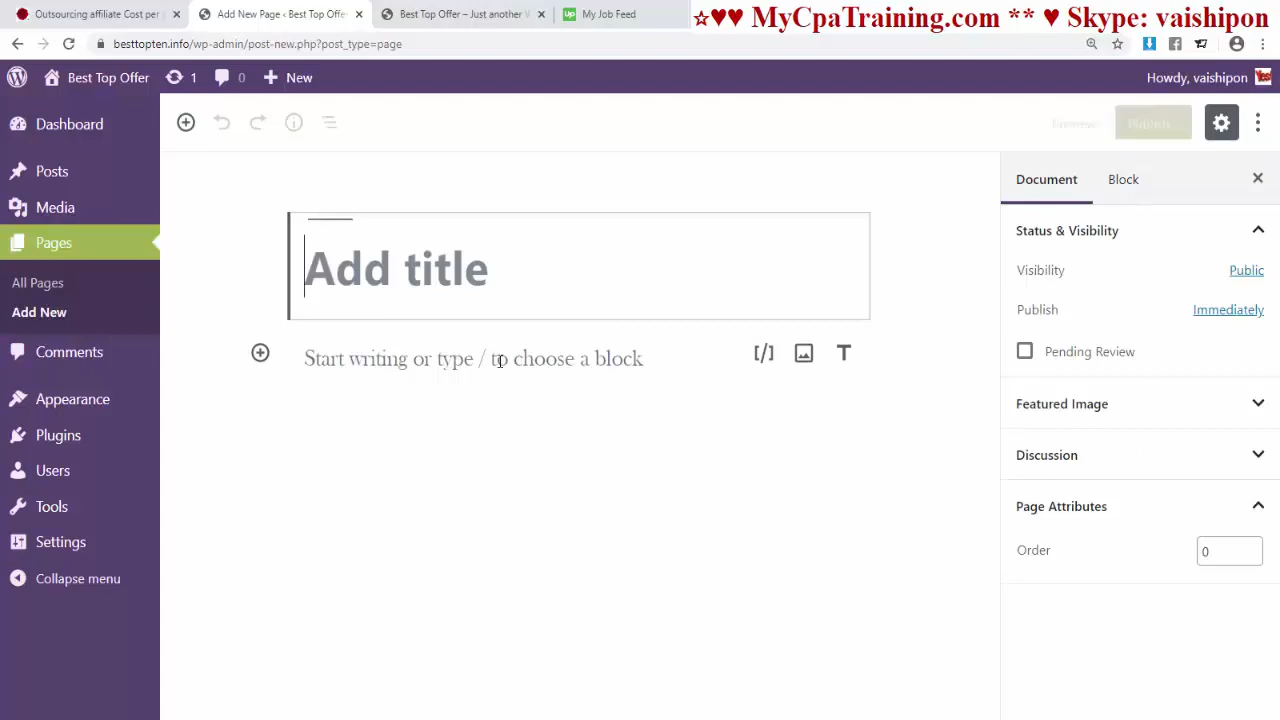 Outsourcing affiliate Cost per
Add New Page < Best Top Offer
Best Top Offer – Just another W
Up My Job Feed
☆♥♥ MyCpaTraining.com ** ♥ Skype: vaishipon
besttopten.info/wp-admin/post-new.php?post_type=page
Best Top Offer 1 0 New
Howdy, vaishipon Yes!
Dashboard
Posts
Media
Pages
All Pages
Add New
Comments
Appearance
Plugins
Users
Tools
Settings
Collapse menu
Preview Publish...
Add title
Start writing or type / to choose a block
Document Block
Status & Visibility
Visibility Public
Publish Immediately
Pending Review
Featured Image
Discussion
Page Attributes
Order 0